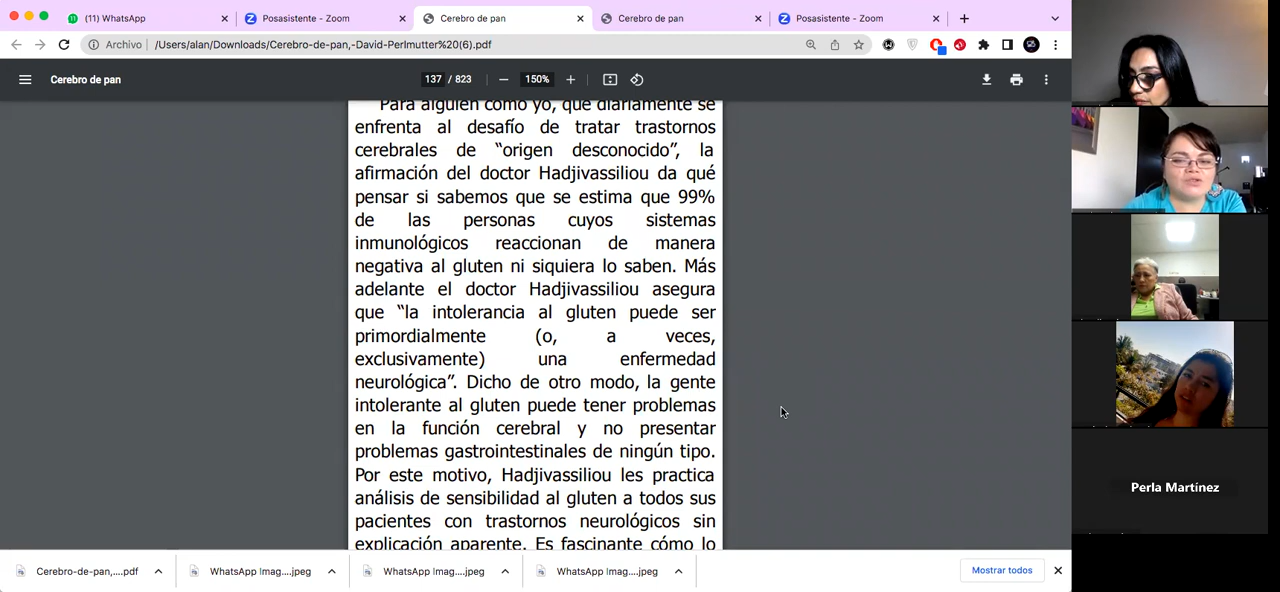 (11) WhatsApp
Posasistente - Zoom
Cerebro de pan
Cerebro de pan
Posasistente - Zoom
Archivo /Users/alan/Downloads/Cerebro-de-pan,-David-Perlmutter%20(6).pdf
Cerebro de pan
137 / 823
150%
Para alguien como yo, que diariamente se
enfrenta al desafío de tratar trastornos
cerebrales de “origen desconocido”, la
afirmación del doctor Hadjivassiliou da qué
pensar si sabemos que se estima que 99%
de las personas cuyos sistemas
inmunológicos reaccionan de manera
negativa al gluten ni siquiera lo saben. Más
adelante el doctor Hadjivassiliou asegura
que “la intolerancia al gluten puede ser
primordialmente (o, a veces,
exclusivamente) una enfermedad
neurológica”. Dicho de otro modo, la gente
intolerante al gluten puede tener problemas
en la función cerebral y no presentar
problemas gastrointestinales de ningún tipo.
Por este motivo, Hadjivassiliou les practica
análisis de sensibilidad al gluten a todos sus
pacientes con trastornos neurológicos sin
explicación aparente. Es fascinante cómo lo
Perla Martínez
Cerebro-de-pan,....pdf
WhatsApp Imag....jpeg
WhatsApp Imag....jpeg
WhatsApp Imag....jpeg
Mostrar todos